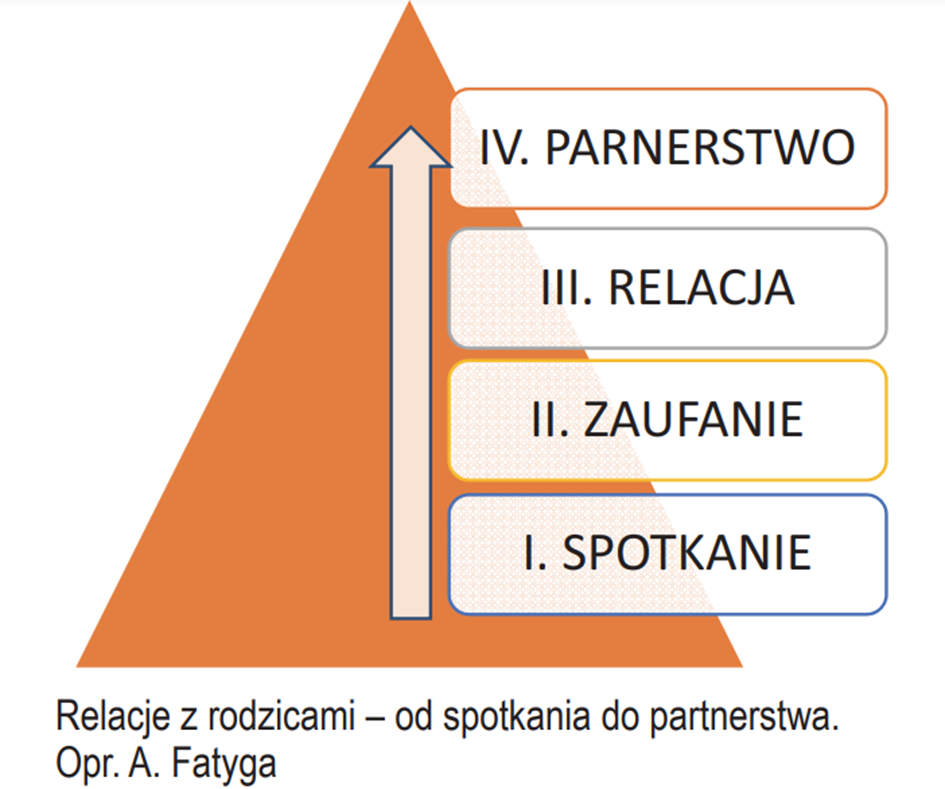 IV. PARNERSTWO
III. RELACJA
II. ZAUFANIE
I. SPOTKANIE
Relacje z rodzicami – od spotkania do partnerstwa.
Opr. A. Fatyga